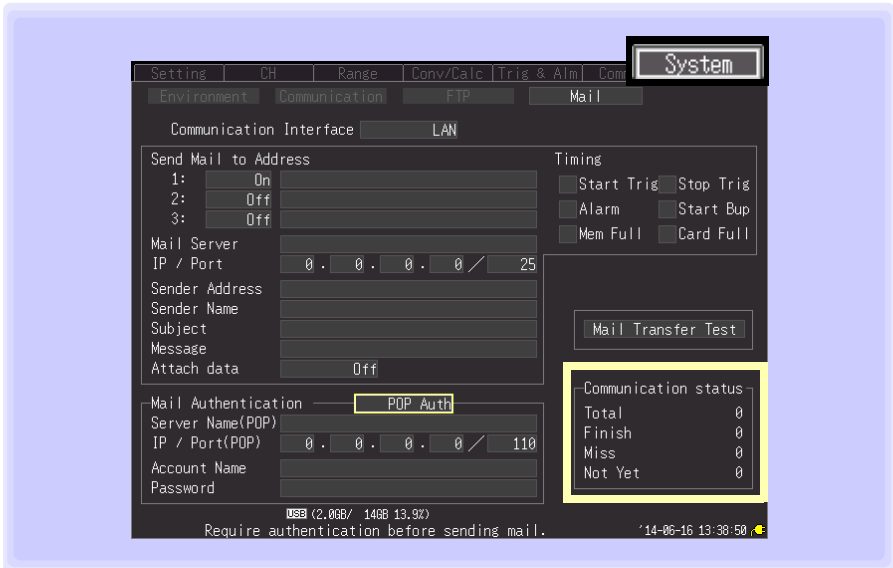 Setting CH Range Conv/Calc Trig & Alm Com System
Environment Communication FTP Mail
Communication Interface LAN
Send Mail to Address
1: On
2: Off
3: Off
Mail Server
IP / Port 0. 0. 0. 0/ 25
Sender Address
Sender Name
Subject
Message
Attach data Off
Timing
Start Trig Stop Trig
Alarm Start Bup
Mem Full Card Full
Mail Transfer Test
Mail Authentication POP Auth
Server Name(POP)
IP / Port(POP) 0. 0. 0. 0/ 110
Account Name
Password
Communication status
Total 0
Finish 0
Miss 0
Not Yet 0
USB (2.0GB/ 14GB 13.9%)
Require authentication before sending mail. '14-06-16 13:38:50